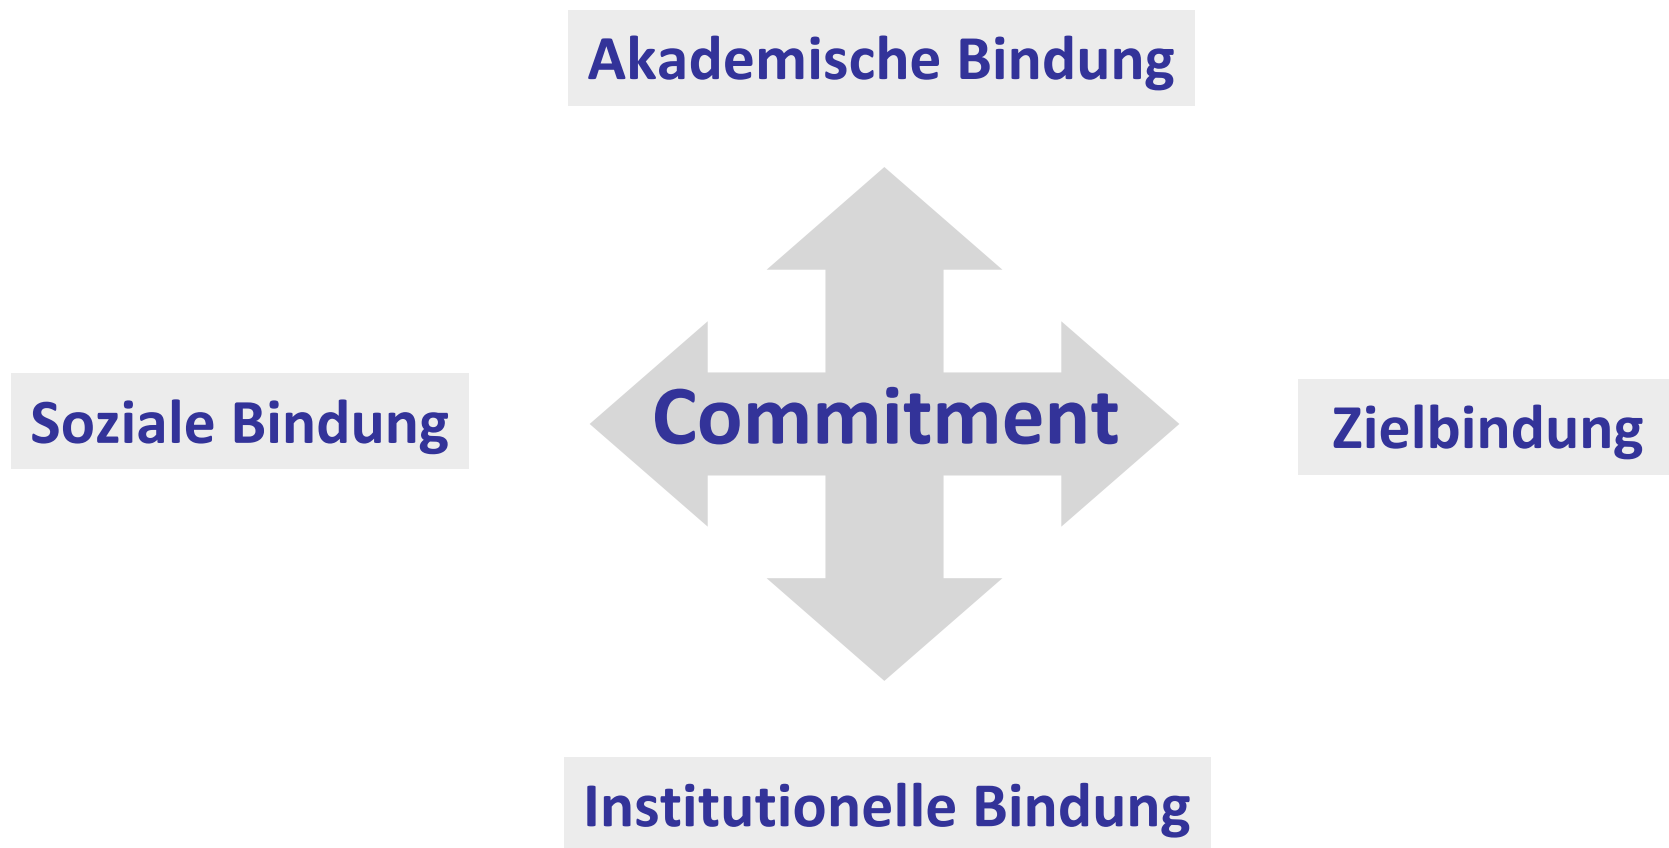 Akademische Bindung
Soziale Bindung
Commitment
Zielbindung
Institutionelle Bindung